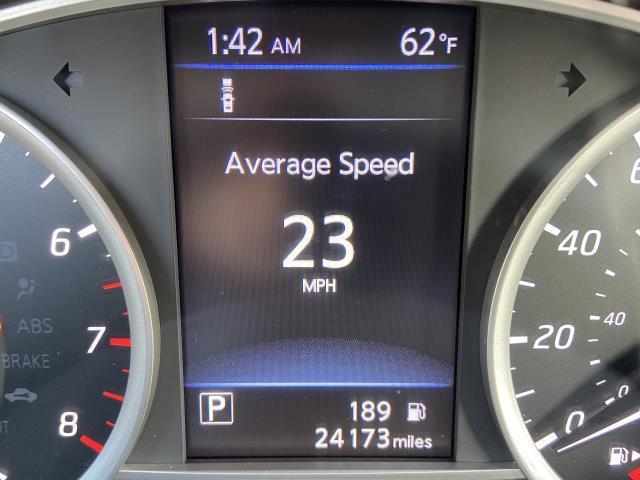 1:42 AM 62°F
Average Speed
23
MPH
P 189
24173 miles
6
7
8
ABS
BRAKE
40
20
0
40
0